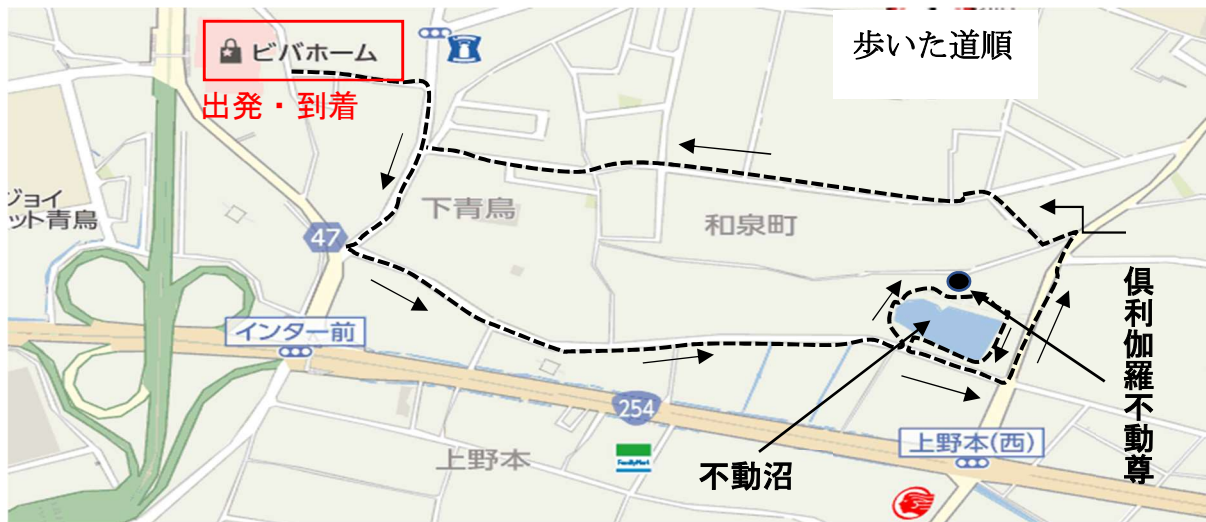 歩いた道順
ビバホーム
出発・到着
ジョイ
ット青鳥
下青鳥
和泉町
47
インター前
倶利伽羅不動尊
254
上野本(西)
上野本
FamilyMart
不動沼